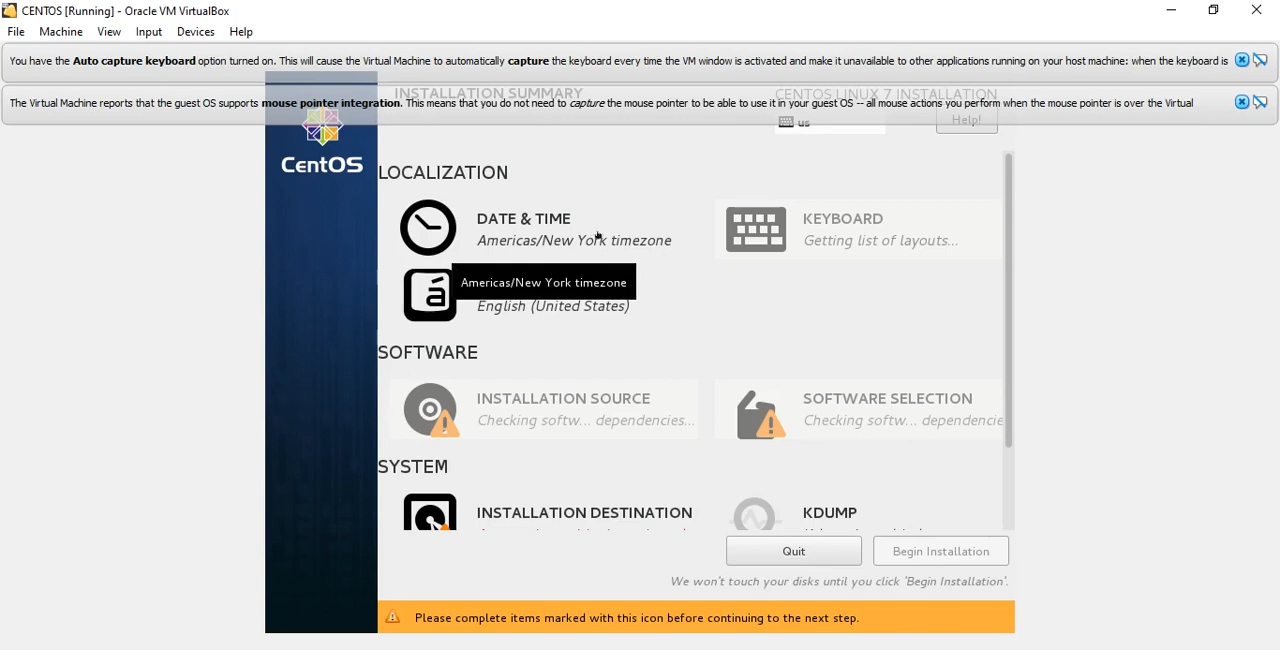 CENTOS [Running] - Oracle VM VirtualBox
File Machine View Input Devices Help
You have the Auto capture keyboard option turned on. This will cause the Virtual Machine to automatically capture the keyboard every time the VM window is activated and make it unavailable to other applications running on your host machine: when the keyboard is
INSTALLATION SUMMARY
CENTOS LINUX 7 INSTALLATION
The Virtual Machine reports that the guest OS supports mouse pointer integration. This means that you do not need to capture the mouse pointer to be able to use it in your guest OS -- all mouse actions you perform when the mouse pointer is over the Virtual
us
Help!
CentOS
LOCALIZATION
DATE & TIME
Americas/New York timezone
KEYBOARD
Getting list of layouts...
Americas/New York timezone
á
English (United States)
SOFTWARE
INSTALLATION SOURCE
Checking softw... dependencies...
SOFTWARE SELECTION
Checking softw... dependencie
SYSTEM
INSTALLATION DESTINATION
KDUMP
Quit
Begin Installation
We won't touch your disks until you click 'Begin Installation'.
Please complete items marked with this icon before continuing to the next step.